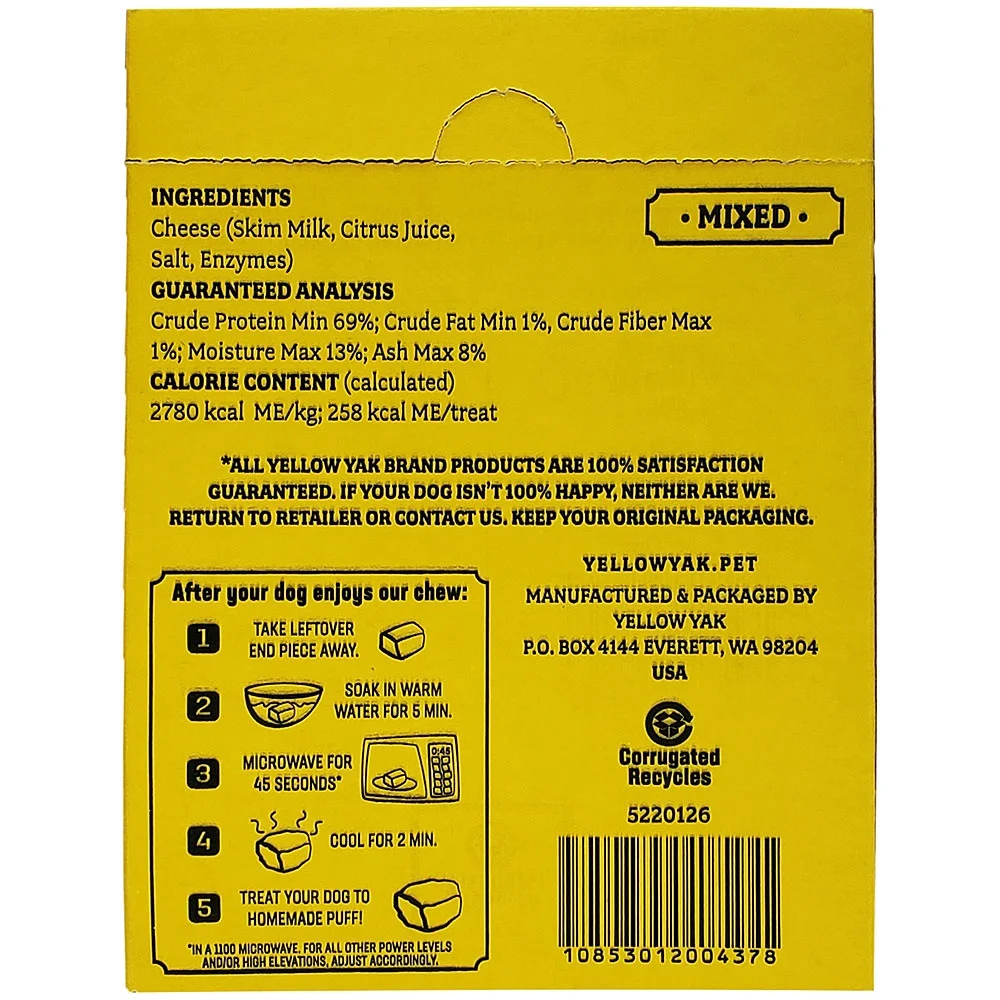 INGREDIENTS
Cheese (Skim Milk, Citrus Juice,
Salt, Enzymes)
GUARANTEED ANALYSIS
Crude Protein Min 69%; Crude Fat Min 1%, Crude Fiber Max
1%; Moisture Max 13%; Ash Max 8%
CALORIE CONTENT (calculated)
2780 kcal ME/kg; 258 kcal ME/treat
• MIXED •
*ALL YELLOW YAK BRAND PRODUCTS ARE 100% SATISFACTION
GUARANTEED. IF YOUR DOG ISN'T 100% HAPPY, NEITHER ARE WE.
RETURN TO RETAILER OR CONTACT US. KEEP YOUR ORIGINAL PACKAGING.
After your dog enjoys our chew:
1 TAKE LEFTOVER
END PIECE AWAY.
2 SOAK IN WARM
WATER FOR 5 MIN.
3 MICROWAVE FOR
45 SECONDS*
0:45
4 COOL FOR 2 MIN.
5 TREAT YOUR DOG TO
HOMEMADE PUFF!
*IN A 1100 MICROWAVE. FOR ALL OTHER POWER LEVELS
AND/OR HIGH ELEVATIONS, ADJUST ACCORDINGLY.
YELLOWYAK.PET
MANUFACTURED & PACKAGED BY
YELLOW YAK
P.O. BOX 4144 EVERETT, WA 98204
USA
Corrugated
Recycles
5220126
10853012004378